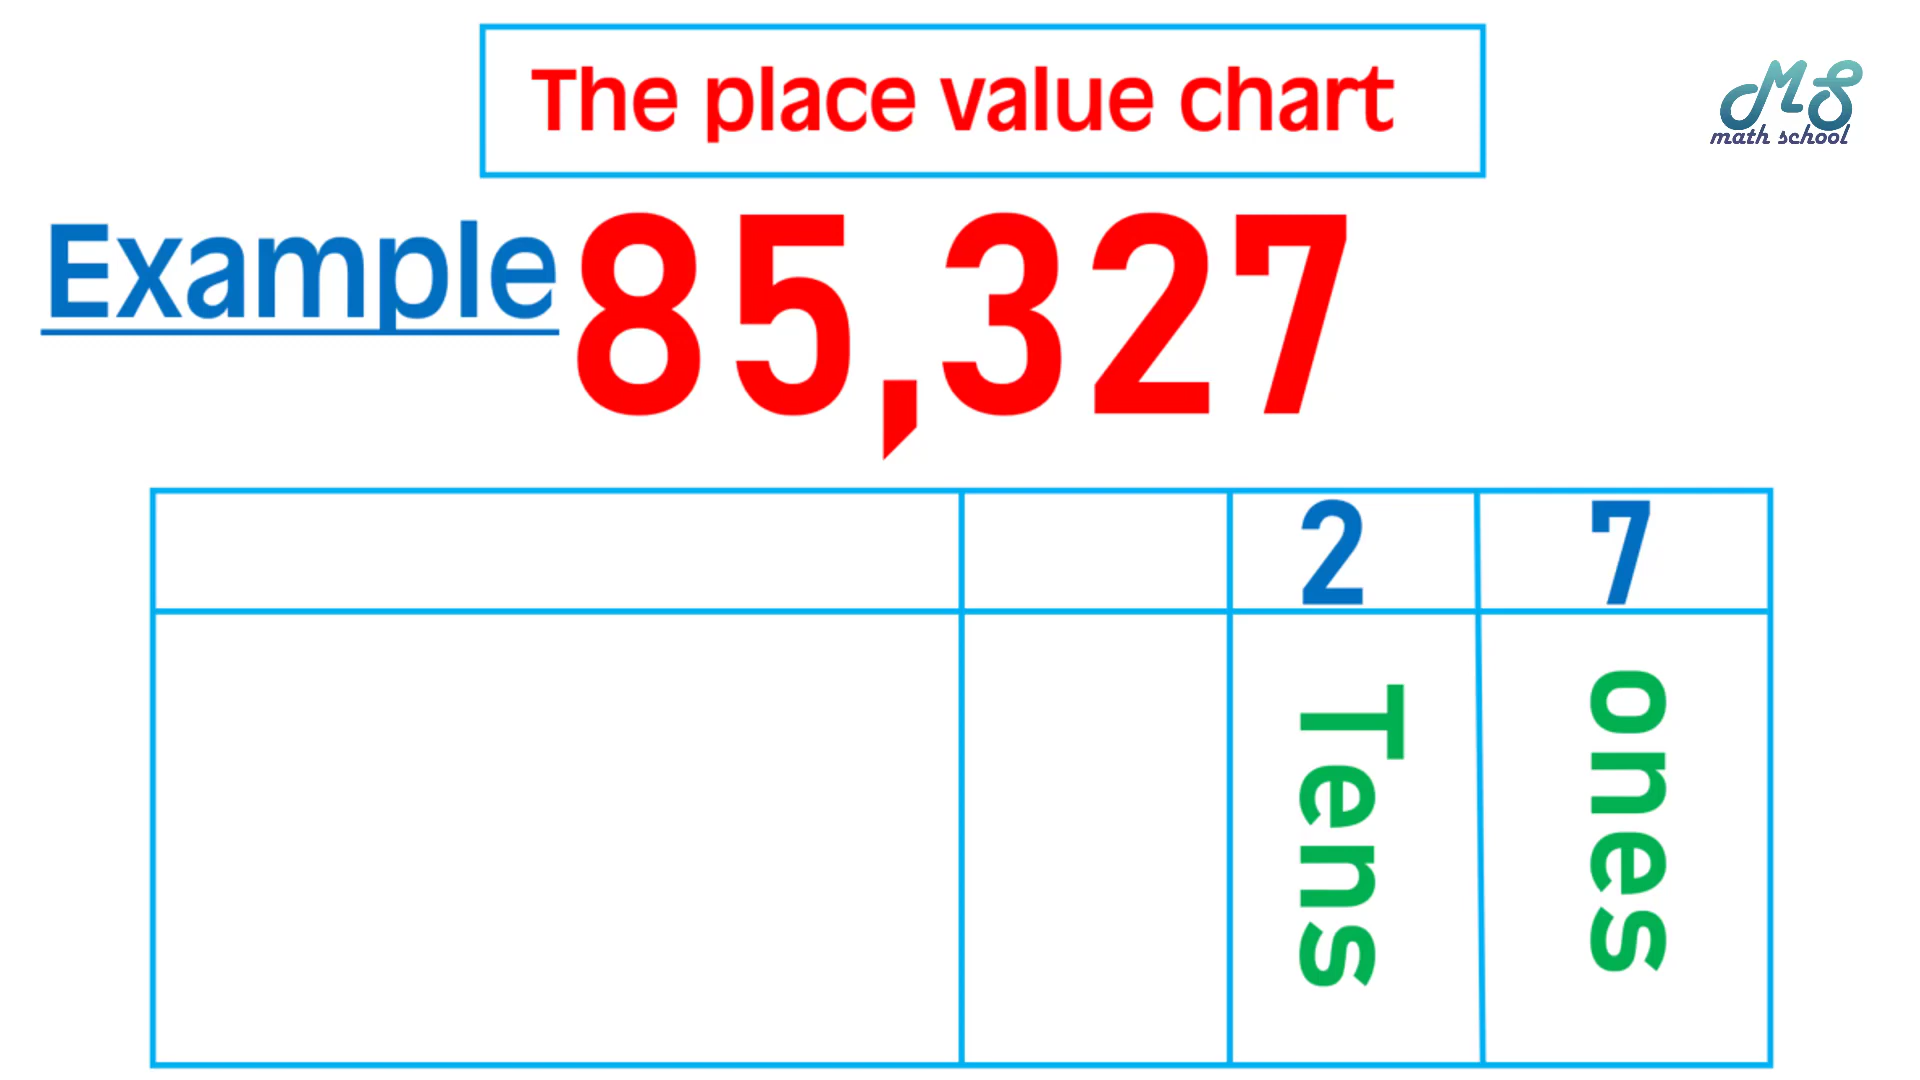 The place value chart
MS
math school
Example 85,327
2 7
Tens ones